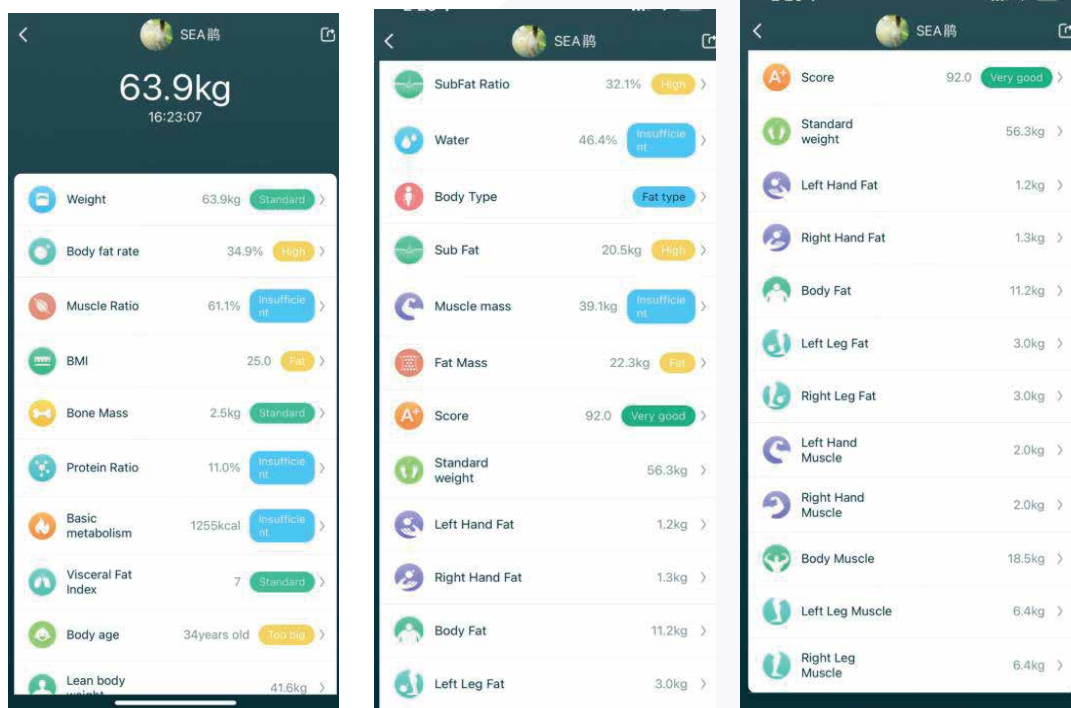 SEA鹃
63.9kg
16:23:07
Weight 63.9kg Standard
Body fat rate 34.9% High
Muscle Ratio 61.1% Insufficie
nt
BMI 25.0 Fat
Bone Mass 2.5kg Standard
Protein Ratio 11.0% Insufficie
nt
Basic
metabolism 1255kcal Insufficie
nt
Visceral Fat
Index 7 Standard
Body age 34years old Too big
Lean body
weight 41.6kg
SEA鹃
SubFat Ratio 32.1% High
Water 46.4% Insufficie
nt
Body Type Fat type
Sub Fat 20.5kg High
Muscle mass 39.1kg Insufficie
nt
Fat Mass 22.3kg Fat
A+ Score 92.0 Very good
Standard
weight 56.3kg
Left Hand Fat 1.2kg
Right Hand Fat 1.3kg
Body Fat 11.2kg
Left Leg Fat 3.0kg
SEA鹃
A+ Score 92.0 Very good
Standard
weight 56.3kg
Left Hand Fat 1.2kg
Right Hand Fat 1.3kg
Body Fat 11.2kg
Left Leg Fat 3.0kg
Right Leg Fat 3.0kg
Left Hand
Muscle 2.0kg
Right Hand
Muscle 2.0kg
Body Muscle 18.5kg
Left Leg Muscle 6.4kg
Right Leg
Muscle 6.4kg